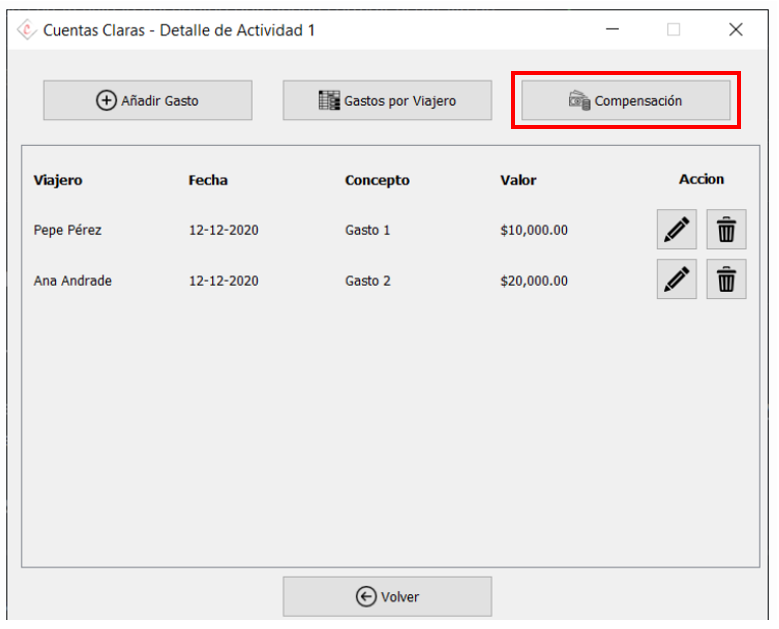 Cuentas Claras - Detalle de Actividad 1
Añadir Gasto Gastos por Viajero Compensación
Viajero Fecha Concepto Valor Accion
Pepe Pérez 12-12-2020 Gasto 1 $10,000.00
Ana Andrade 12-12-2020 Gasto 2 $20,000.00
Volver